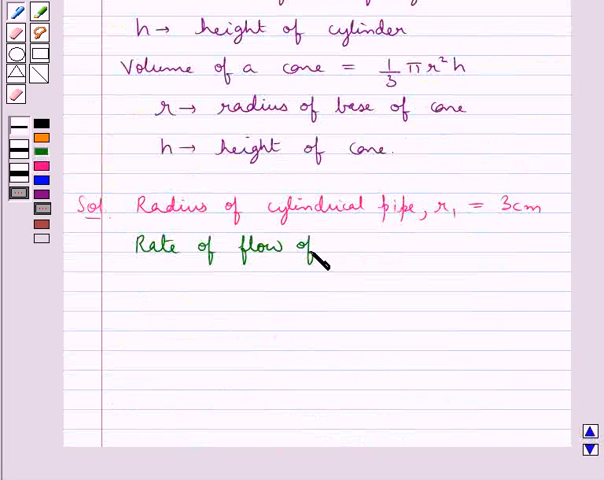 h → height of cylinder
Volume of a cone = 1/3 π r² h
r → radius of base of cone
h → height of cone.
Sol. Radius of cylindrical pipe, r₁ = 3cm
Rate of flow of